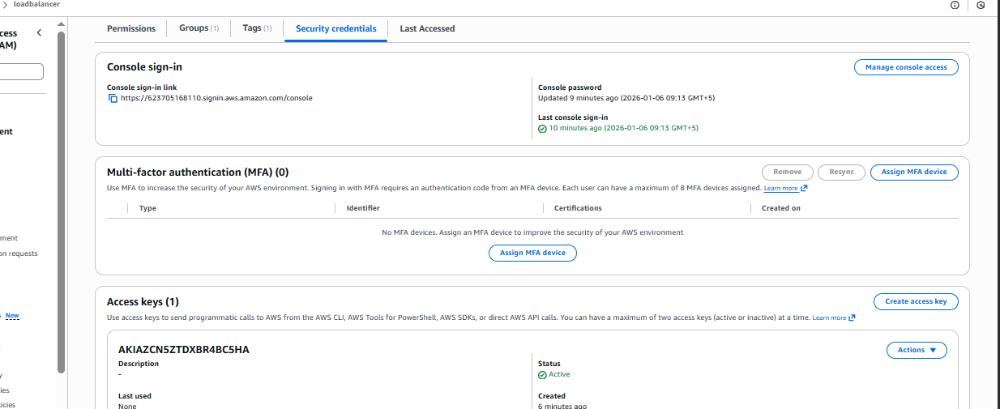 loadbalancer
cess
AM)
ent
ment
on requests
New
y
ies
licies
Permissions
Groups (1)
Tags (1)
Security credentials
Last Accessed
Console sign-in
Manage console access
Console sign-in link
https://623705168110.signin.aws.amazon.com/console
Console password
Updated 9 minutes ago (2026-01-06 09:13 GMT+5)
Last console sign-in
10 minutes ago (2026-01-06 09:13 GMT+5)
Multi-factor authentication (MFA) (0)
Remove
Resync
Assign MFA device
Use MFA to increase the security of your AWS environment. Signing in with MFA requires an authentication code from an MFA device. Each user can have a maximum of 8 MFA devices assigned. Learn more
Type
Identifier
Certifications
Created on
No MFA devices. Assign an MFA device to improve the security of your AWS environment
Assign MFA device
Access keys (1)
Create access key
Use access keys to send programmatic calls to AWS from the AWS CLI, AWS Tools for PowerShell, AWS SDKs, or direct AWS API calls. You can have a maximum of two access keys (active or inactive) at a time. Learn more
AKIAZCN5ZTDXBR4BC5HA
Actions
Description
-
Status
Active
Last used
None
Created
6 minutes ago